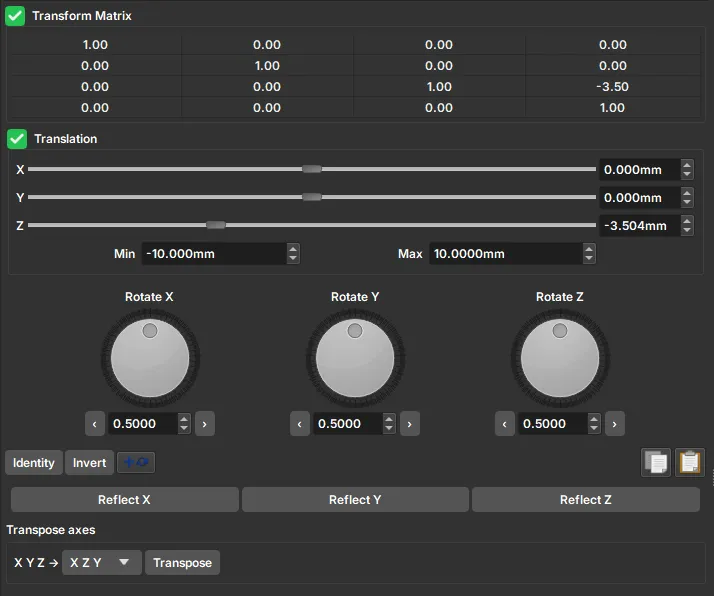 Transform Matrix
1.00 0.00 0.00 0.00
0.00 1.00 0.00 0.00
0.00 0.00 1.00 -3.50
0.00 0.00 0.00 1.00
Translation
X 0.000mm
Y 0.000mm
Z -3.504mm
Min -10.000mm Max 10.0000mm
Rotate X Rotate Y Rotate Z
‹ 0.5000 › ‹ 0.5000 › ‹ 0.5000 ›
Identity Invert
Reflect X Reflect Y Reflect Z
Transpose axes
X Y Z → X Z Y Transpose